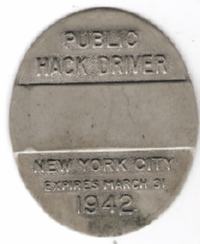 PUBLIC
HACK DRIVER
NEW YORK CITY
EXPIRES MARCH 31
1942